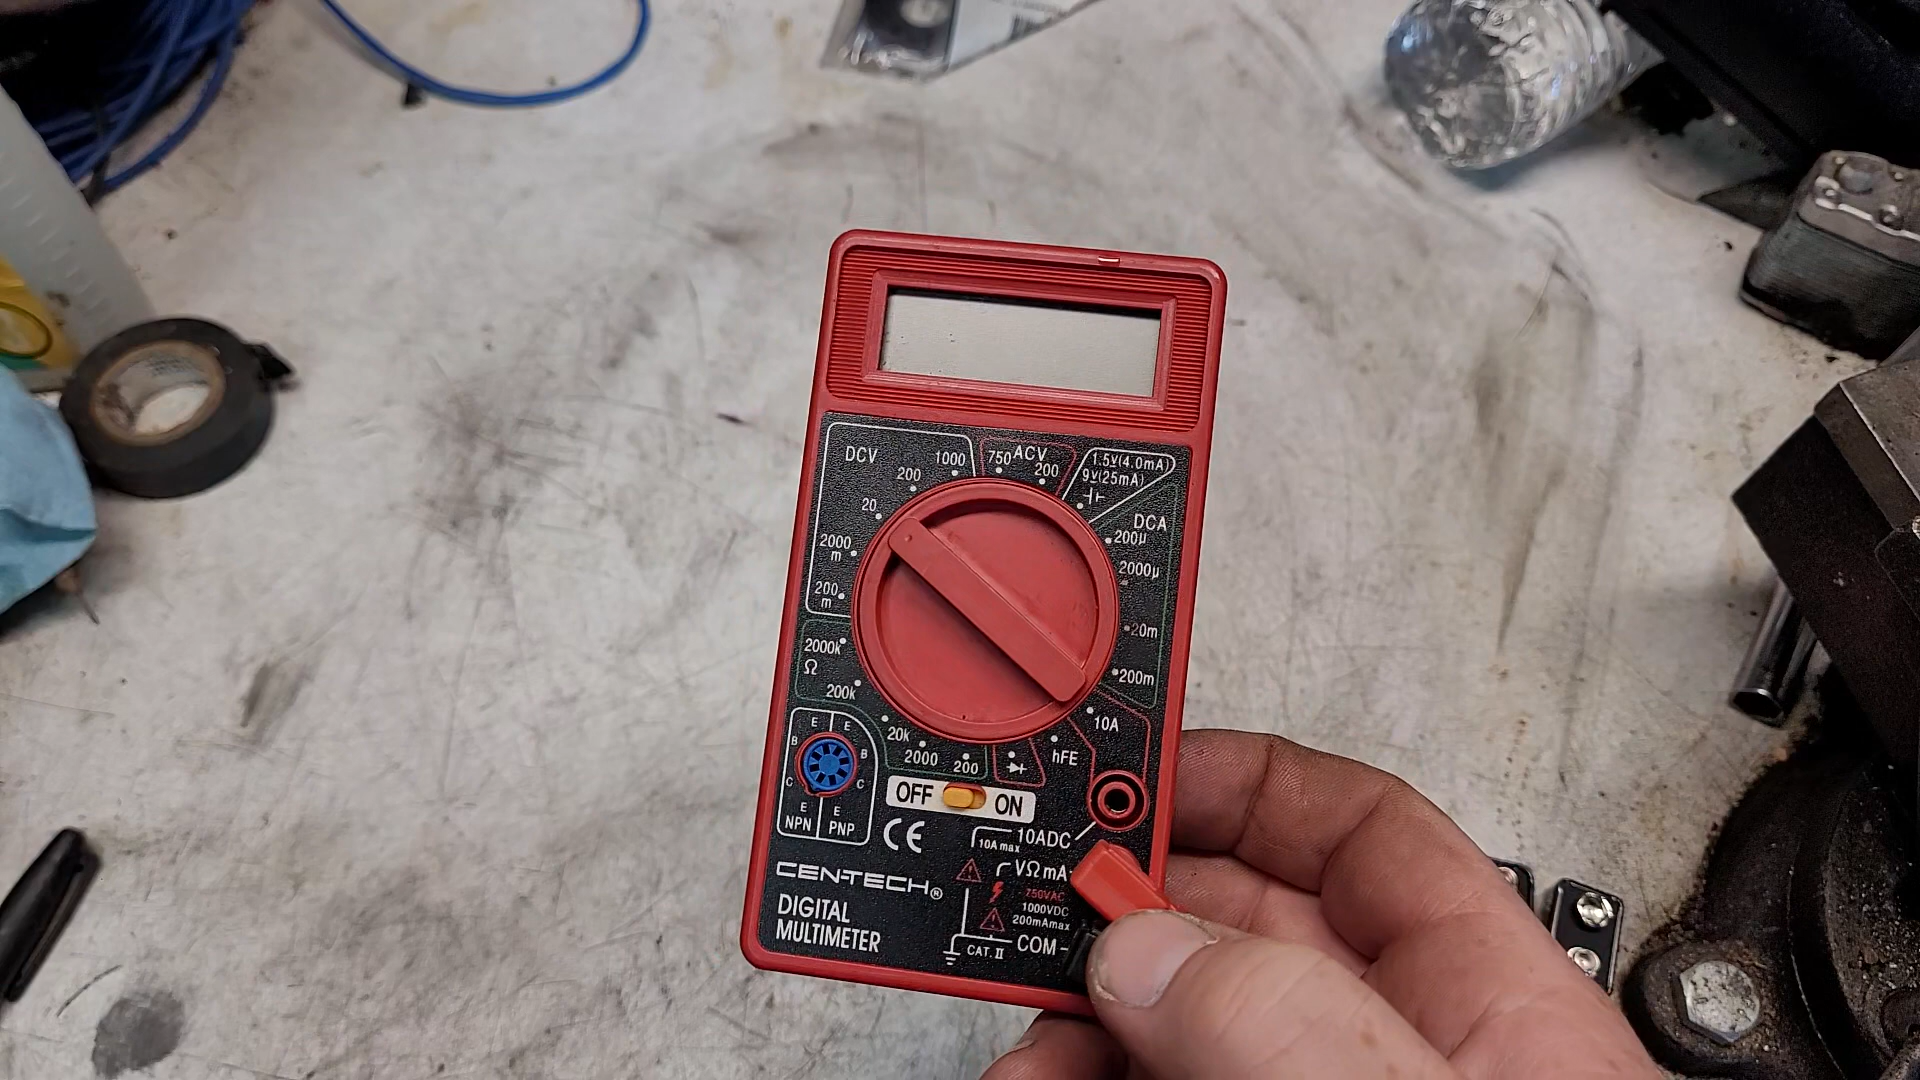 DCV
1000
200
20
2000
m
200
m
750 ACV
200
1.5V(4.0mA)
9V(25mA)
DCA
200µ
2000µ
20m
200m
10A
hFE
2000k
Ω
200k
20k
2000
200
E E
B B
C C
E E
NPN PNP
OFF ON
CE
10ADC
10A max
VΩmA
750VAC
1000VDC
200mAmax
COM
CAT. II
CEN-TECH®
DIGITAL
MULTIMETER